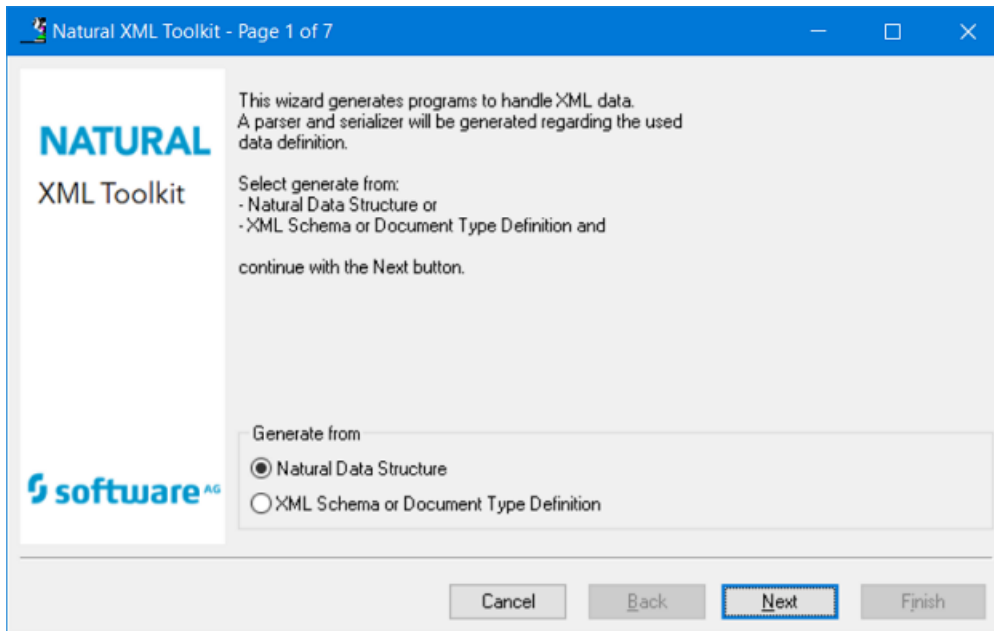 Natural XML Toolkit - Page 1 of 7
NATURAL
XML Toolkit
This wizard generates programs to handle XML data.
A parser and serializer will be generated regarding the used
data definition.
Select generate from:
- Natural Data Structure or
- XML Schema or Document Type Definition and
continue with the Next button.
Generate from
Natural Data Structure
XML Schema or Document Type Definition
software AG
Cancel
Back
Next
Finish